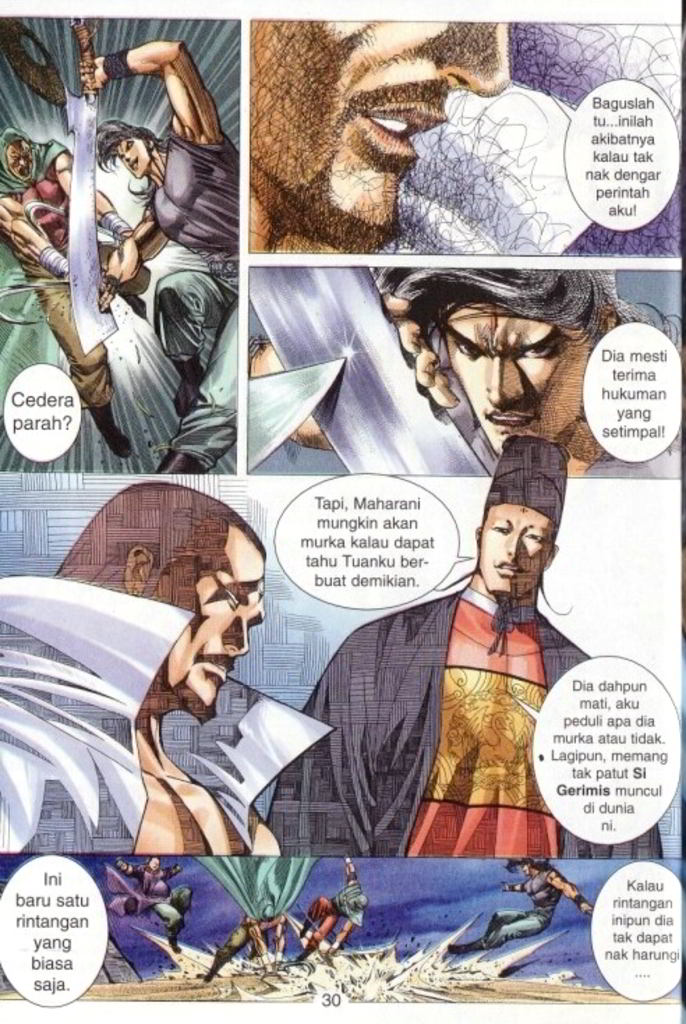 Cedera
parah?
Baguslah
tu...inilah
akibatnya
kalau tak
nak dengar
perintah
aku!
Dia mesti
terima
hukuman
yang
setimpal!
Tapi, Maharani
mungkin akan
murka kalau dapat
tahu Tuanku ber-
buat demikian.
Dia dahpun
mati, aku
peduli apa dia
murka atau tidak.
Lagipun, memang
tak patut Si
Gerimis muncul
di dunia
ni.
Ini
baru satu
rintangan
yang
biasa
saja.
Kalau
rintangan
inipun dia
tak dapat
nak harungi
....
30